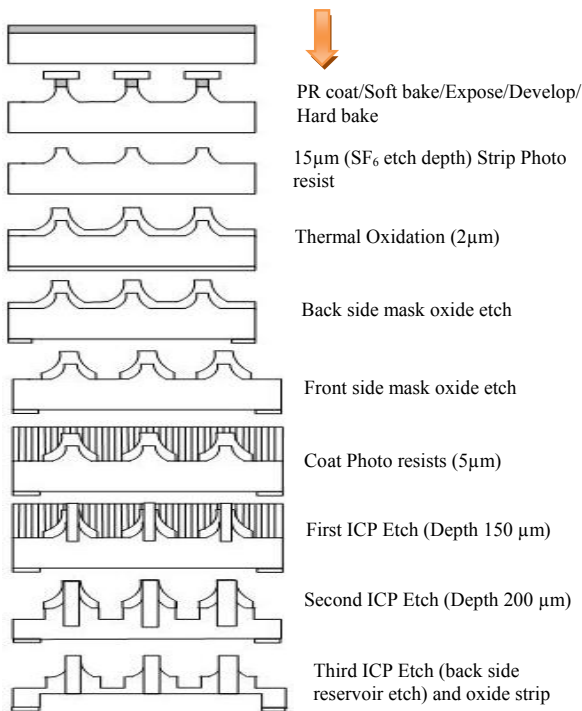 PR coat/Soft bake/Expose/Develop/
Hard bake
15µm (SF₆ etch depth) Strip Photo
resist
Thermal Oxidation (2µm)
Back side mask oxide etch
Front side mask oxide etch
Coat Photo resists (5µm)
First ICP Etch (Depth 150 µm)
Second ICP Etch (Depth 200 µm)
Third ICP Etch (back side
reservoir etch) and oxide strip